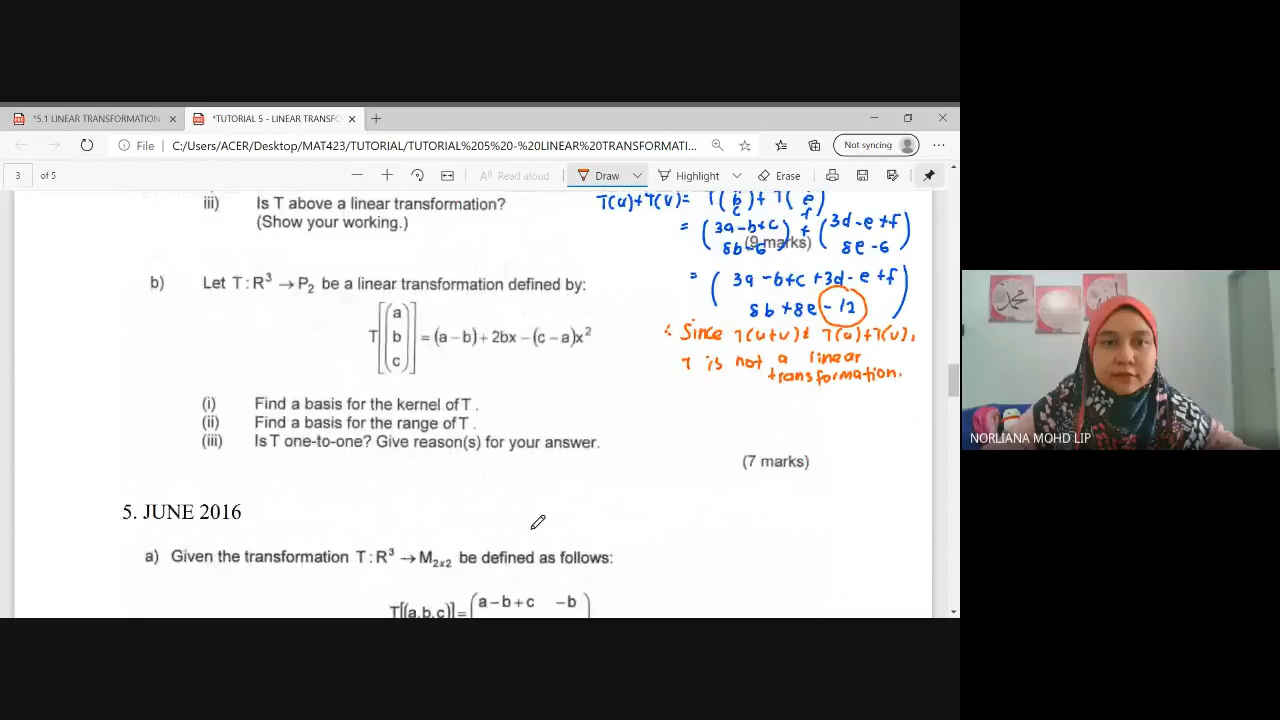 *5.1 LINEAR TRANSFORMATION
*TUTORIAL 5 - LINEAR TRANSFO
File
C:/Users/ACER/Desktop/MAT423/TUTORIAL/TUTORIAL%205%20-%20LINEAR%20TRANSFORMATI...
Not syncing
3 of 5
Read aloud
Draw
Highlight
Erase
iii) Is T above a linear transformation?
(Show your working.)
(9 marks)
T(u)+T(v) = T(b c) + T(e f)
= (3a-b+c 8b-6) + (3d-e+f 8e-6)
= (3a-b+c+3d-e+f
8b+8e-12)
∴ Since T(u+v) ≠ T(u)+T(v),
T is not a linear
transformation.
b) Let T : R³ → P₂ be a linear transformation defined by:
T[(a b c)] = (a − b) + 2bx − (c − a)x²
(i) Find a basis for the kernel of T.
(ii) Find a basis for the range of T.
(iii) Is T one-to-one? Give reason(s) for your answer.
(7 marks)
5. JUNE 2016
a) Given the transformation T : R³ → M₂ₓ₂ be defined as follows:
T[(a,b,c)] = (a − b + c −b)
NORLIANA MOHD LIP